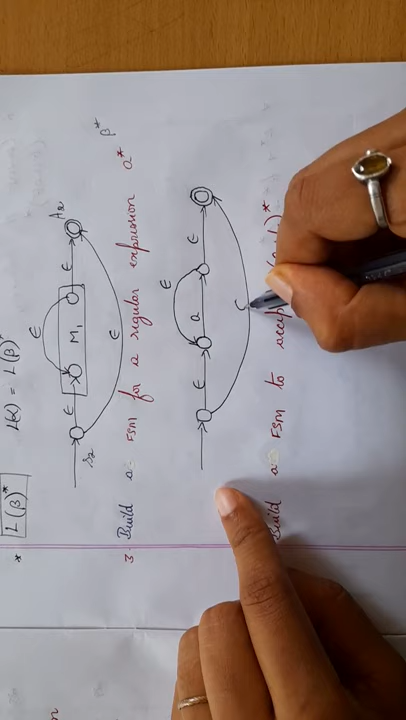 * L(β)* L(α) = L(β)*
ε ε M₁ ε ε
3. Build a FSM for a regular expression a* β*
ε a ε ε
Build a FSM to accept *